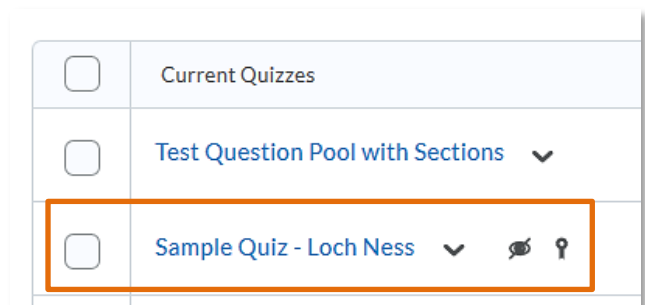 Current Quizzes
Test Question Pool with Sections
Sample Quiz - Loch Ness